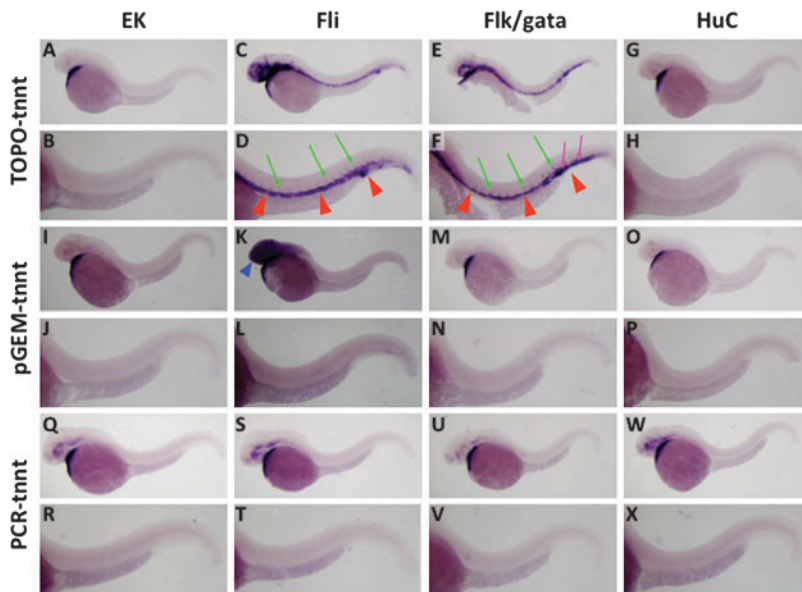 EK Fli Flk/gata HuC
TOPO-tnnt
A C E G
B D F H
pGEM-tnnt
I K M O
J L N P
PCR-tnnt
Q S U W
R T V X